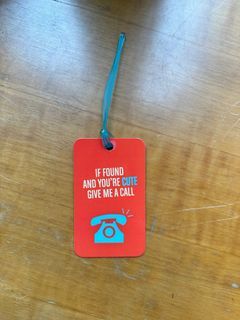 IF FOUND
AND YOU'RE CUTE
GIVE ME A CALL